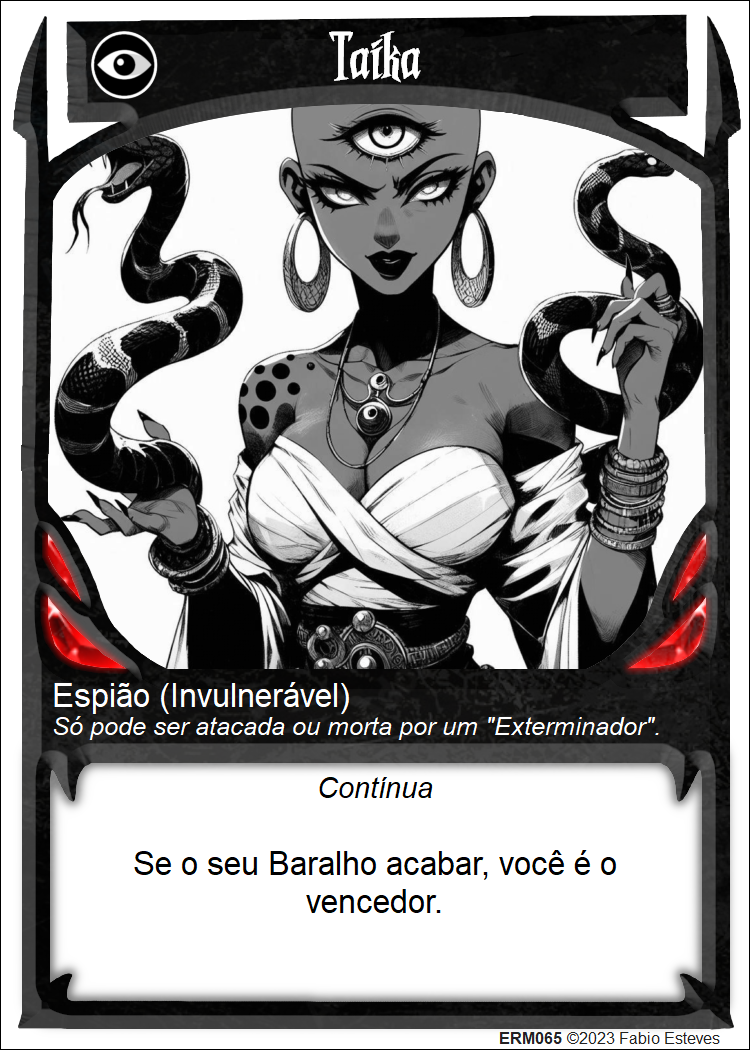 Taika
Espião (Invulnerável)
Só pode ser atacada ou morta por um "Exterminador".
Contínua
Se o seu Baralho acabar, você é o
vencedor.
ERM065 ©2023 Fabio Esteves